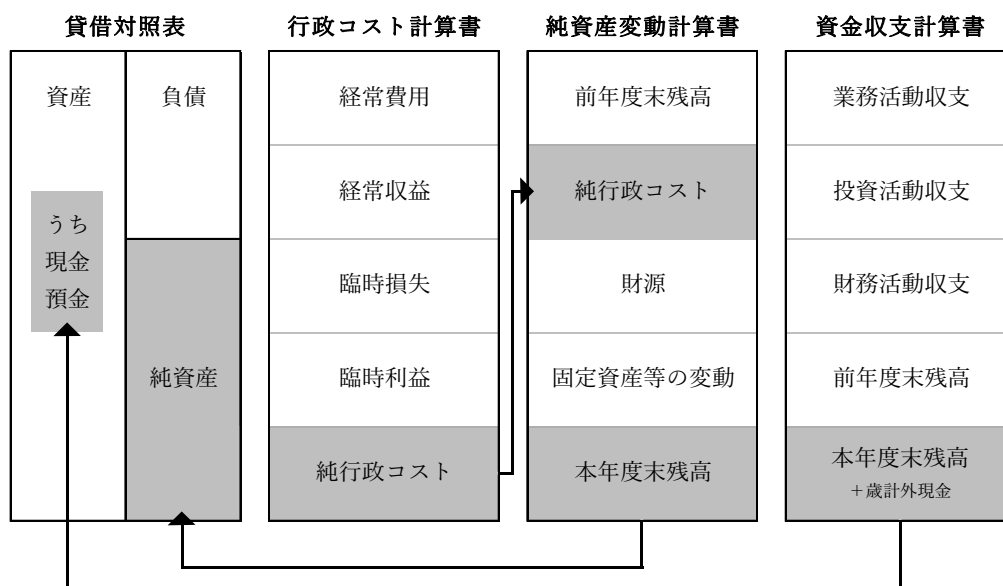 貸借対照表
資産
負債
うち
現金
預金
純資産
行政コスト計算書
経常費用
経常収益
臨時損失
臨時利益
純行政コスト
純資産変動計算書
前年度末残高
純行政コスト
財源
固定資産等の変動
本年度末残高
資金収支計算書
業務活動収支
投資活動収支
財務活動収支
前年度末残高
本年度末残高
＋歳計外現金